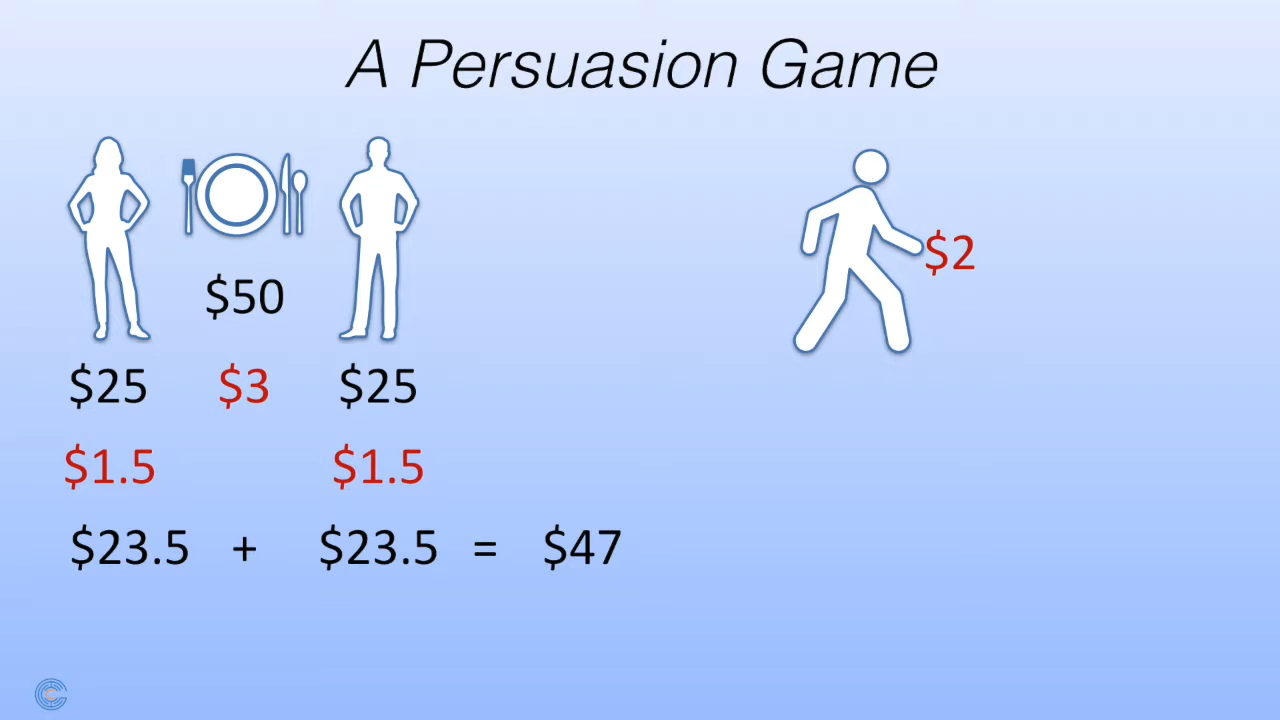 A Persuasion Game
$2
$50
$25 $3 $25
$1.5 $1.5
$23.5 + $23.5 = $47